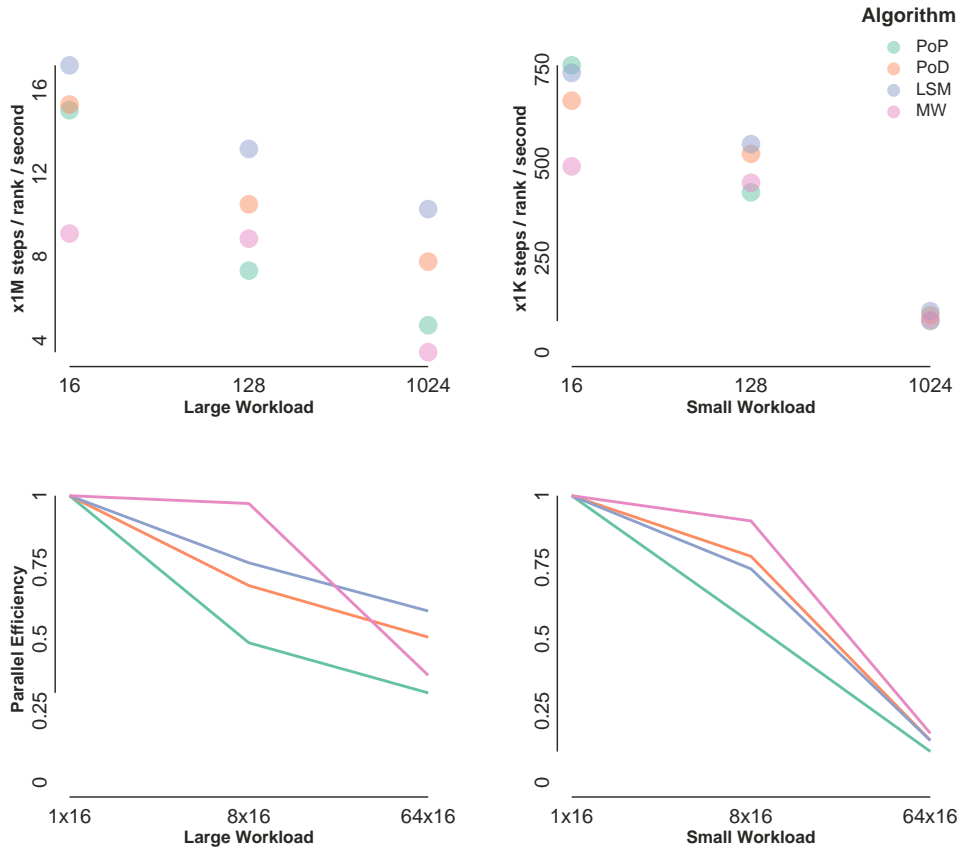 Algorithm
PoP
PoD
LSM
MW
x1M steps / rank / second
16
12
8
4
16 128 1024
Large Workload
x1K steps / rank / second
750
500
250
0
16 128 1024
Small Workload
Parallel Efficiency
1
0.75
0.5
0.25
0
1x16 8x16 64x16
Large Workload
1
0.75
0.5
0.25
0
1x16 8x16 64x16
Small Workload